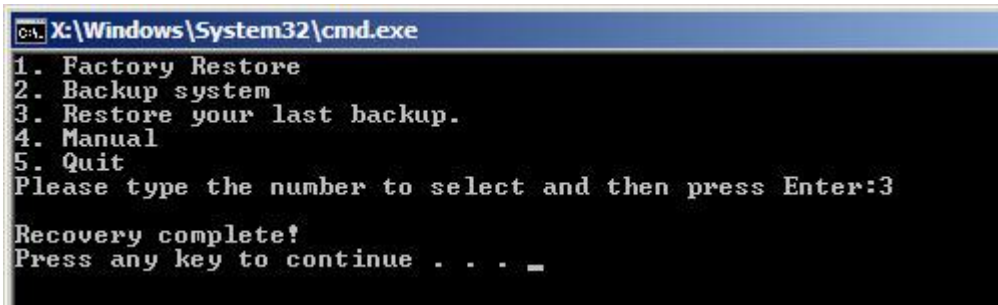 X:\Windows\System32\cmd.exe
1. Factory Restore
2. Backup system
3. Restore your last backup.
4. Manual
5. Quit
Please type the number to select and then press Enter:3
Recovery complete!
Press any key to continue . . . _